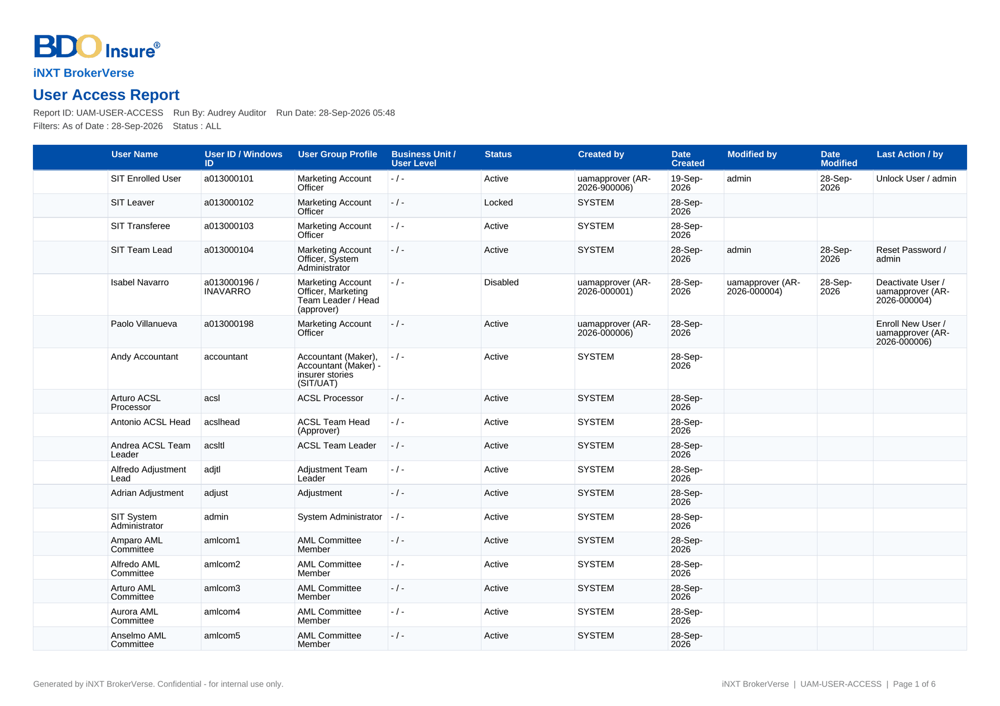 BDO Insure®
iNXT BrokerVerse
User Access Report
Report ID: UAM-USER-ACCESS    Run By: Audrey Auditor    Run Date: 28-Sep-2026 05:48
Filters: As of Date : 28-Sep-2026    Status : ALL
User Name | User ID / Windows ID | User Group Profile | Business Unit / User Level | Status | Created by | Date Created | Modified by | Date Modified | Last Action / by
SIT Enrolled User | a013000101 | Marketing Account Officer | - / - | Active | uamapprover (AR-2026-900006) | 19-Sep-2026 | admin | 28-Sep-2026 | Unlock User / admin
SIT Leaver | a013000102 | Marketing Account Officer | - / - | Locked | SYSTEM | 28-Sep-2026
SIT Transferee | a013000103 | Marketing Account Officer | - / - | Active | SYSTEM | 28-Sep-2026
SIT Team Lead | a013000104 | Marketing Account Officer, System Administrator | - / - | Active | SYSTEM | 28-Sep-2026 | admin | 28-Sep-2026 | Reset Password / admin
Isabel Navarro | a013000196 / INAVARRO | Marketing Account Officer, Marketing Team Leader / Head (approver) | - / - | Disabled | uamapprover (AR-2026-000001) | 28-Sep-2026 | uamapprover (AR-2026-000004) | 28-Sep-2026 | Deactivate User / uamapprover (AR-2026-000004)
Paolo Villanueva | a013000198 | Marketing Account Officer | - / - | Active | uamapprover (AR-2026-000006) | 28-Sep-2026 | Enroll New User / uamapprover (AR-2026-000006)
Andy Accountant | accountant | Accountant (Maker), Accountant (Maker) - insurer stories (SIT/UAT) | - / - | Active | SYSTEM | 28-Sep-2026
Arturo ACSL Processor | acsl | ACSL Processor | - / - | Active | SYSTEM | 28-Sep-2026
Antonio ACSL Head | acslhead | ACSL Team Head (Approver) | - / - | Active | SYSTEM | 28-Sep-2026
Andrea ACSL Team Leader | acsltl | ACSL Team Leader | - / - | Active | SYSTEM | 28-Sep-2026
Alfredo Adjustment Lead | adjtl | Adjustment Team Leader | - / - | Active | SYSTEM | 28-Sep-2026
Adrian Adjustment | adjust | Adjustment | - / - | Active | SYSTEM | 28-Sep-2026
SIT System Administrator | admin | System Administrator | - / - | Active | SYSTEM | 28-Sep-2026
Amparo AML Committee | amlcom1 | AML Committee Member | - / - | Active | SYSTEM | 28-Sep-2026
Alfredo AML Committee | amlcom2 | AML Committee Member | - / - | Active | SYSTEM | 28-Sep-2026
Arturo AML Committee | amlcom3 | AML Committee Member | - / - | Active | SYSTEM | 28-Sep-2026
Aurora AML Committee | amlcom4 | AML Committee Member | - / - | Active | SYSTEM | 28-Sep-2026
Anselmo AML Committee | amlcom5 | AML Committee Member | - / - | Active | SYSTEM | 28-Sep-2026
Generated by iNXT BrokerVerse. Confidential - for internal use only.
iNXT BrokerVerse | UAM-USER-ACCESS | Page 1 of 6